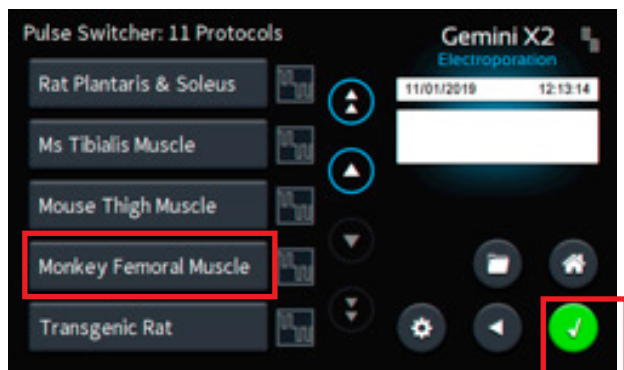 Pulse Switcher: 11 Protocols
Gemini X2
Electroporation
11/01/2019 12:13:14
Rat Plantaris & Soleus
Ms Tibialis Muscle
Mouse Thigh Muscle
Monkey Femoral Muscle
Transgenic Rat